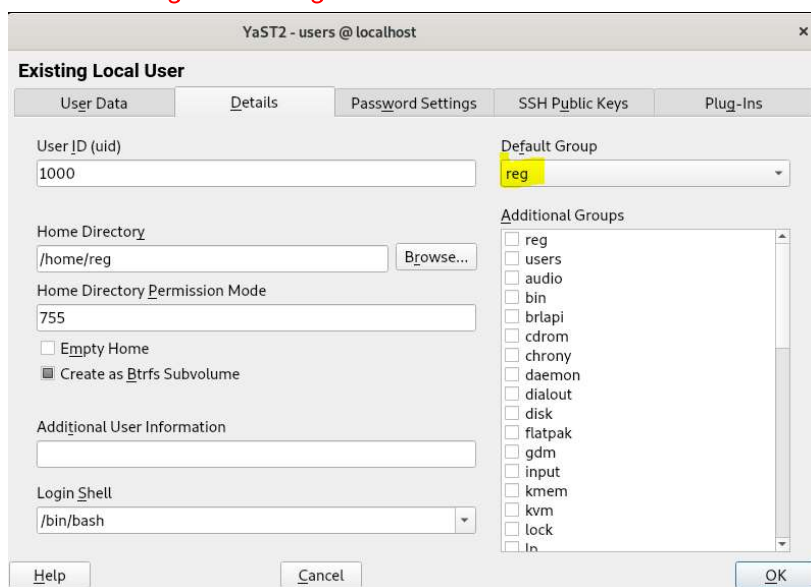 YaST2 - users @ localhost
×
Existing Local User
User Data
Details
Password Settings
SSH Public Keys
Plug-Ins
User ID (uid)
1000
Home Directory
/home/reg
Browse...
Home Directory Permission Mode
755
Empty Home
Create as Btrfs Subvolume
Additional User Information
Login Shell
/bin/bash
Default Group
reg
Additional Groups
reg
users
audio
bin
brlapi
cdrom
chrony
daemon
dialout
disk
flatpak
gdm
input
kmem
kvm
lock
Help
Cancel
OK